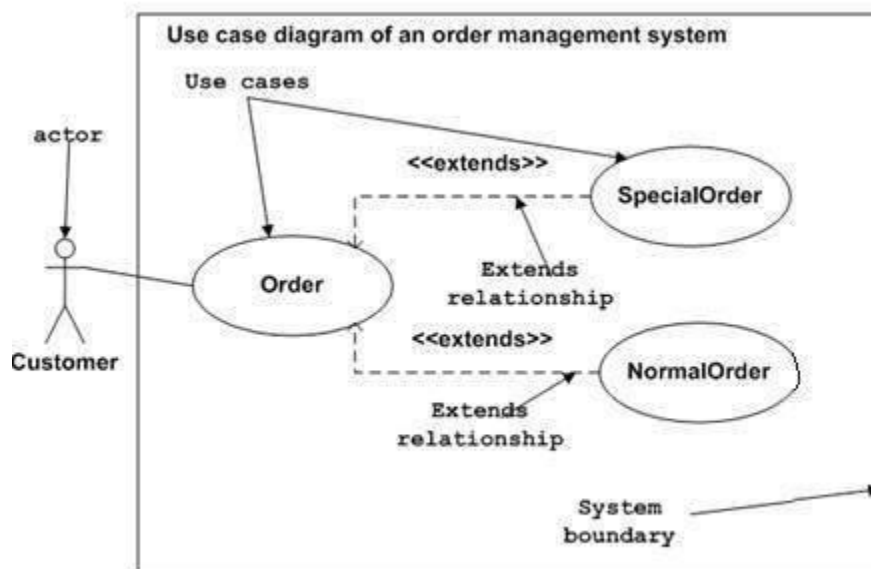 Use case diagram of an order management system
Use cases
actor
<<extends>>
SpecialOrder
Order
Extends
relationship
<<extends>>
Customer
NormalOrder
Extends
relationship
System
boundary